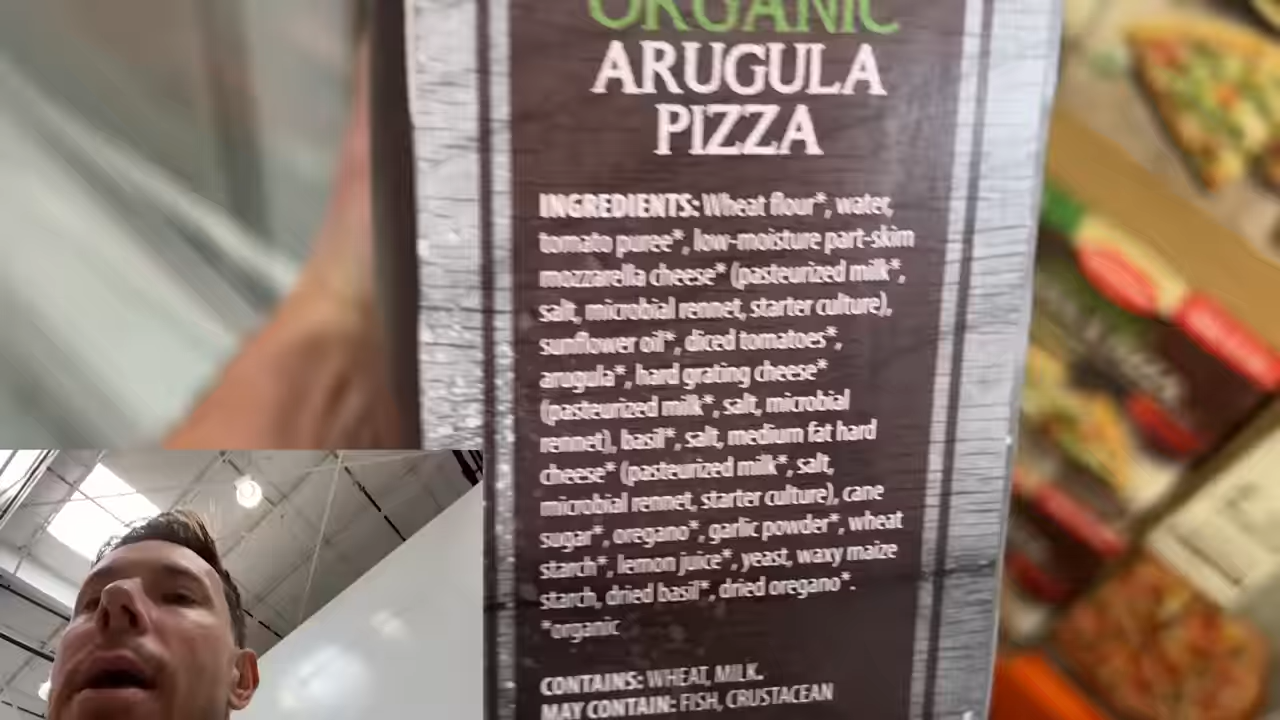 ORGANIC
ARUGULA
PIZZA
INGREDIENTS: Wheat flour*, water,
tomato puree*, low-moisture part-skim
mozzarella cheese* (pasteurized milk*,
salt, microbial rennet, starter culture),
sunflower oil*, diced tomatoes*,
arugula*, hard grating cheese*
(pasteurized milk*, salt, microbial
rennet), basil*, salt, medium fat hard
cheese* (pasteurized milk*, salt,
microbial rennet, starter culture), cane
sugar*, oregano*, garlic powder*, wheat
starch*, lemon juice*, yeast, waxy maize
starch, dried basil*, dried oregano*.
*organic
CONTAINS: WHEAT, MILK.
MAY CONTAIN: FISH, CRUSTACEAN